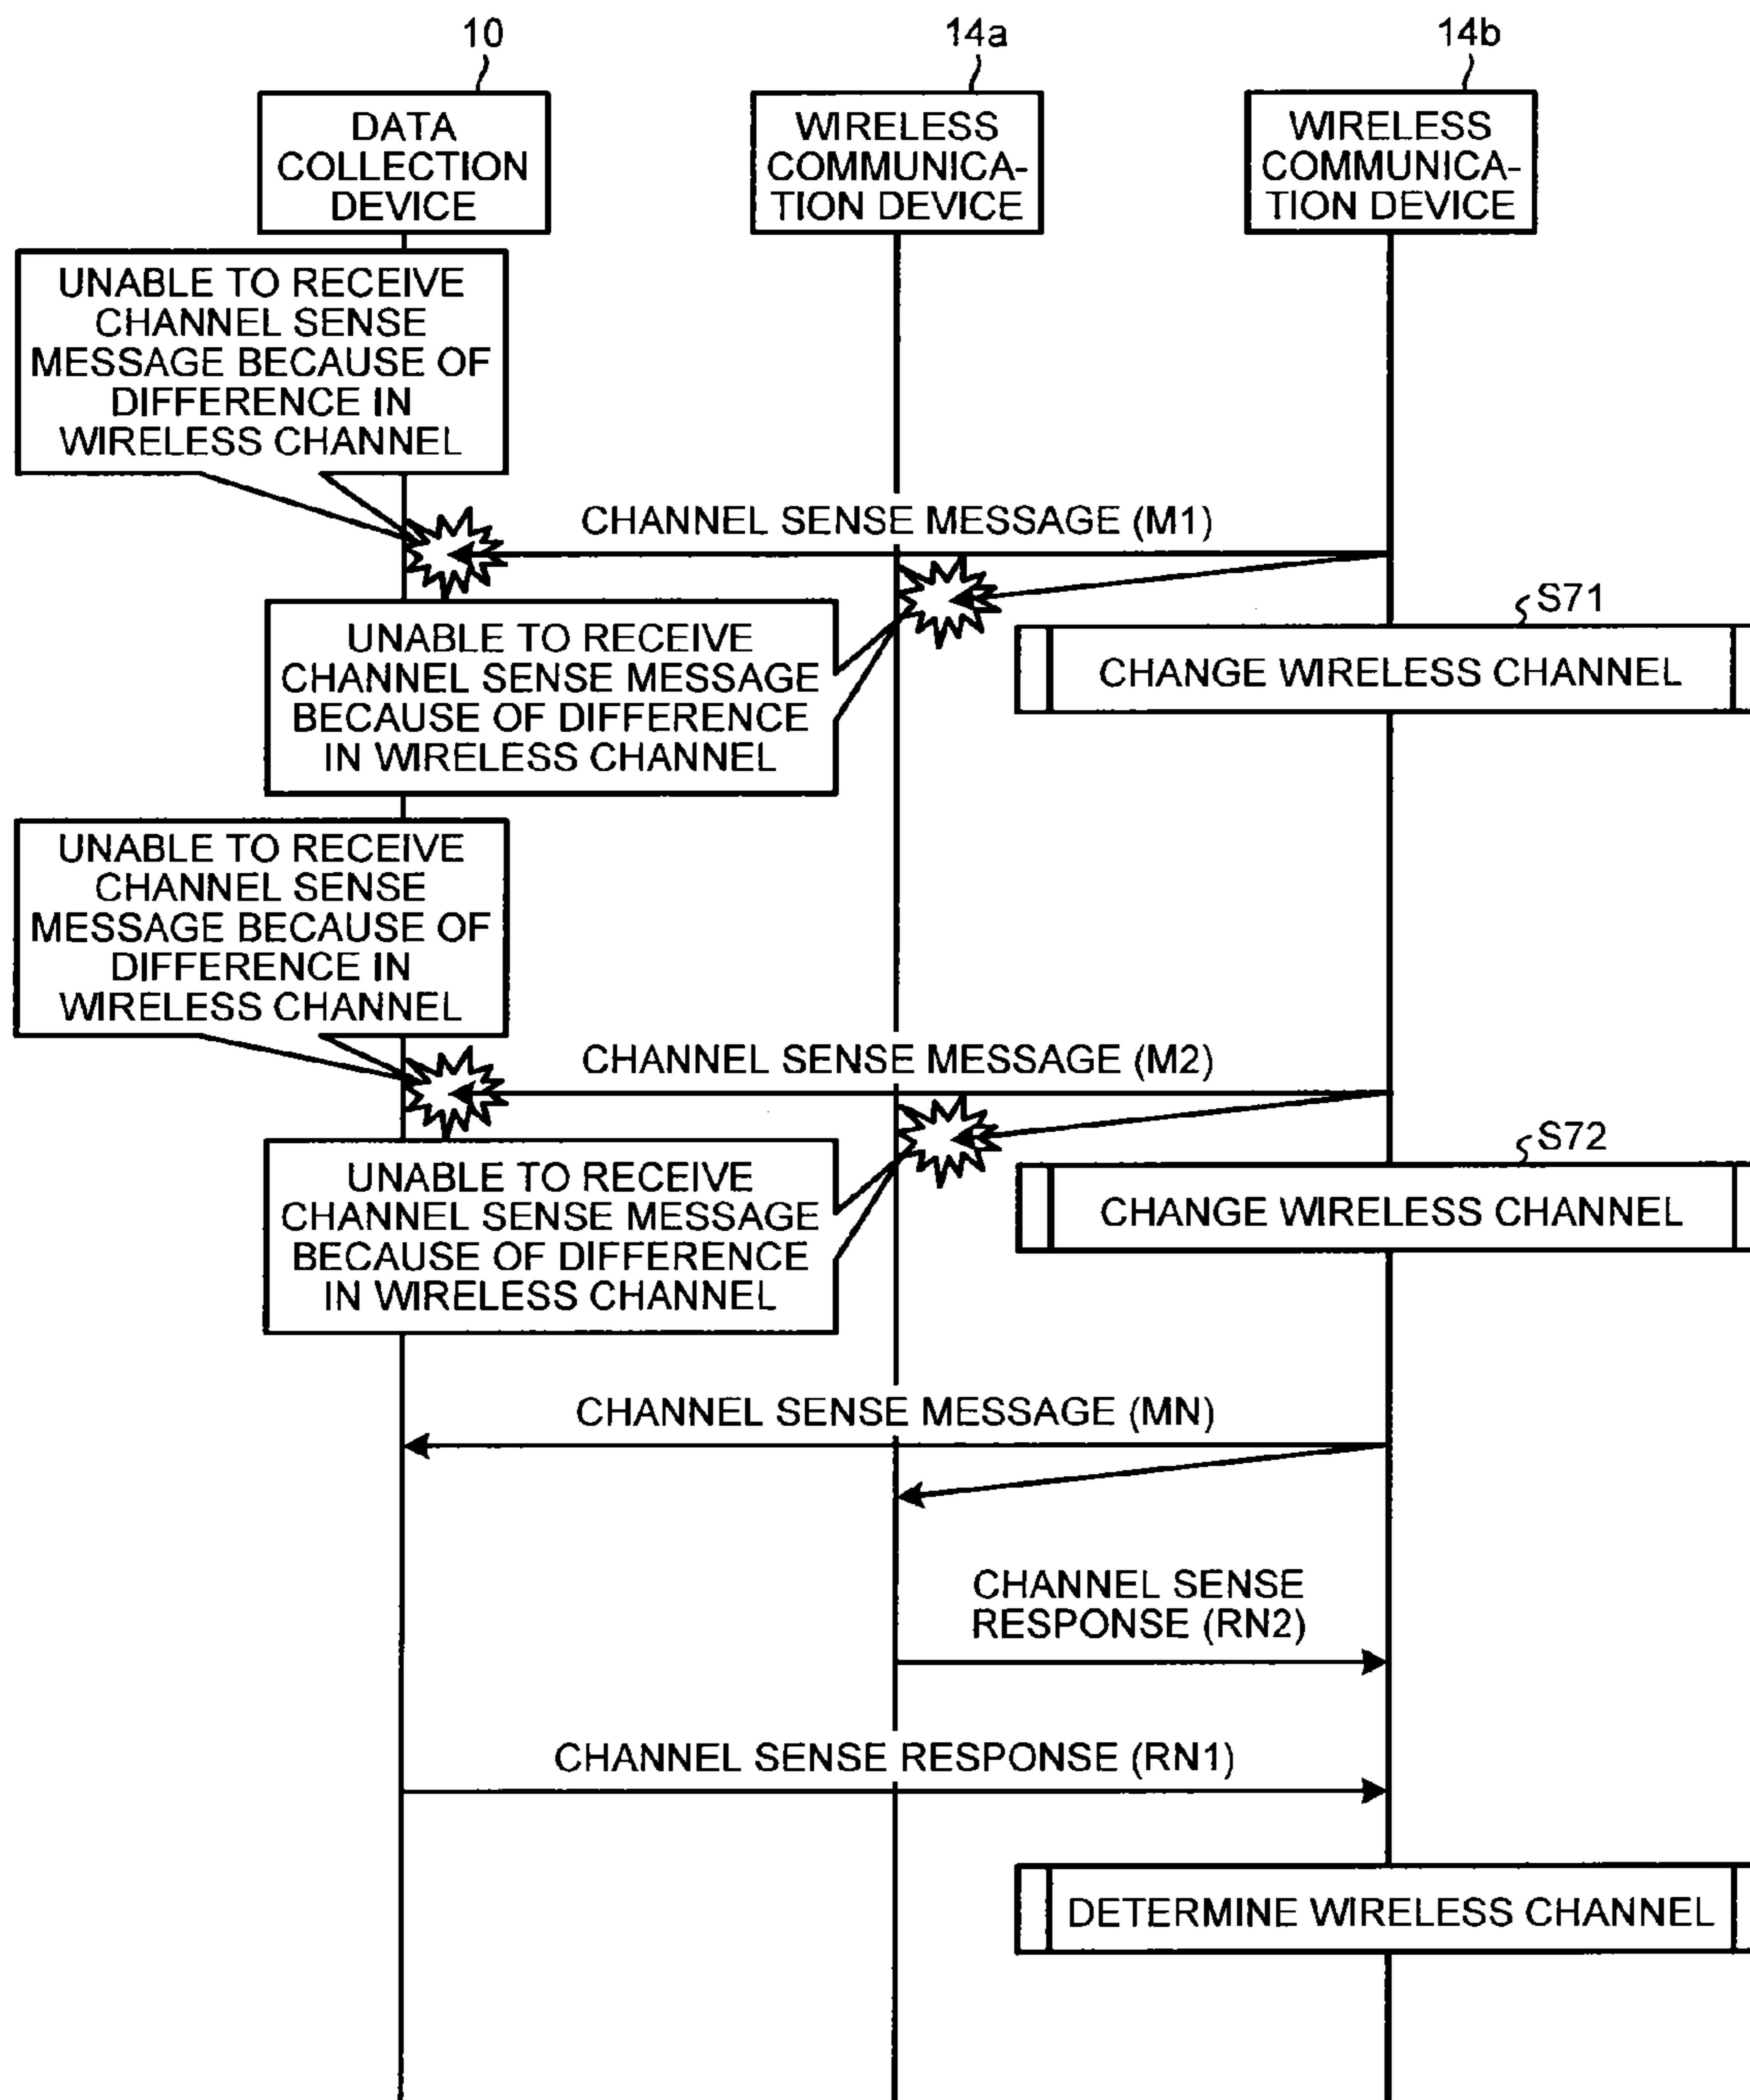 10
14a
14b
DATA
COLLECTION
DEVICE
WIRELESS
COMMUNICA-
TION DEVICE
WIRELESS
COMMUNICA-
TION DEVICE
UNABLE TO RECEIVE
CHANNEL SENSE
MESSAGE BECAUSE OF
DIFFERENCE IN
WIRELESS CHANNEL
CHANNEL SENSE MESSAGE (M1)
UNABLE TO RECEIVE
CHANNEL SENSE MESSAGE
BECAUSE OF DIFFERENCE
IN WIRELESS CHANNEL
S71
CHANGE WIRELESS CHANNEL
UNABLE TO RECEIVE
CHANNEL SENSE
MESSAGE BECAUSE OF
DIFFERENCE IN
WIRELESS CHANNEL
CHANNEL SENSE MESSAGE (M2)
UNABLE TO RECEIVE
CHANNEL SENSE MESSAGE
BECAUSE OF DIFFERENCE
IN WIRELESS CHANNEL
S72
CHANGE WIRELESS CHANNEL
CHANNEL SENSE MESSAGE (MN)
CHANNEL SENSE
RESPONSE (RN2)
CHANNEL SENSE RESPONSE (RN1)
DETERMINE WIRELESS CHANNEL